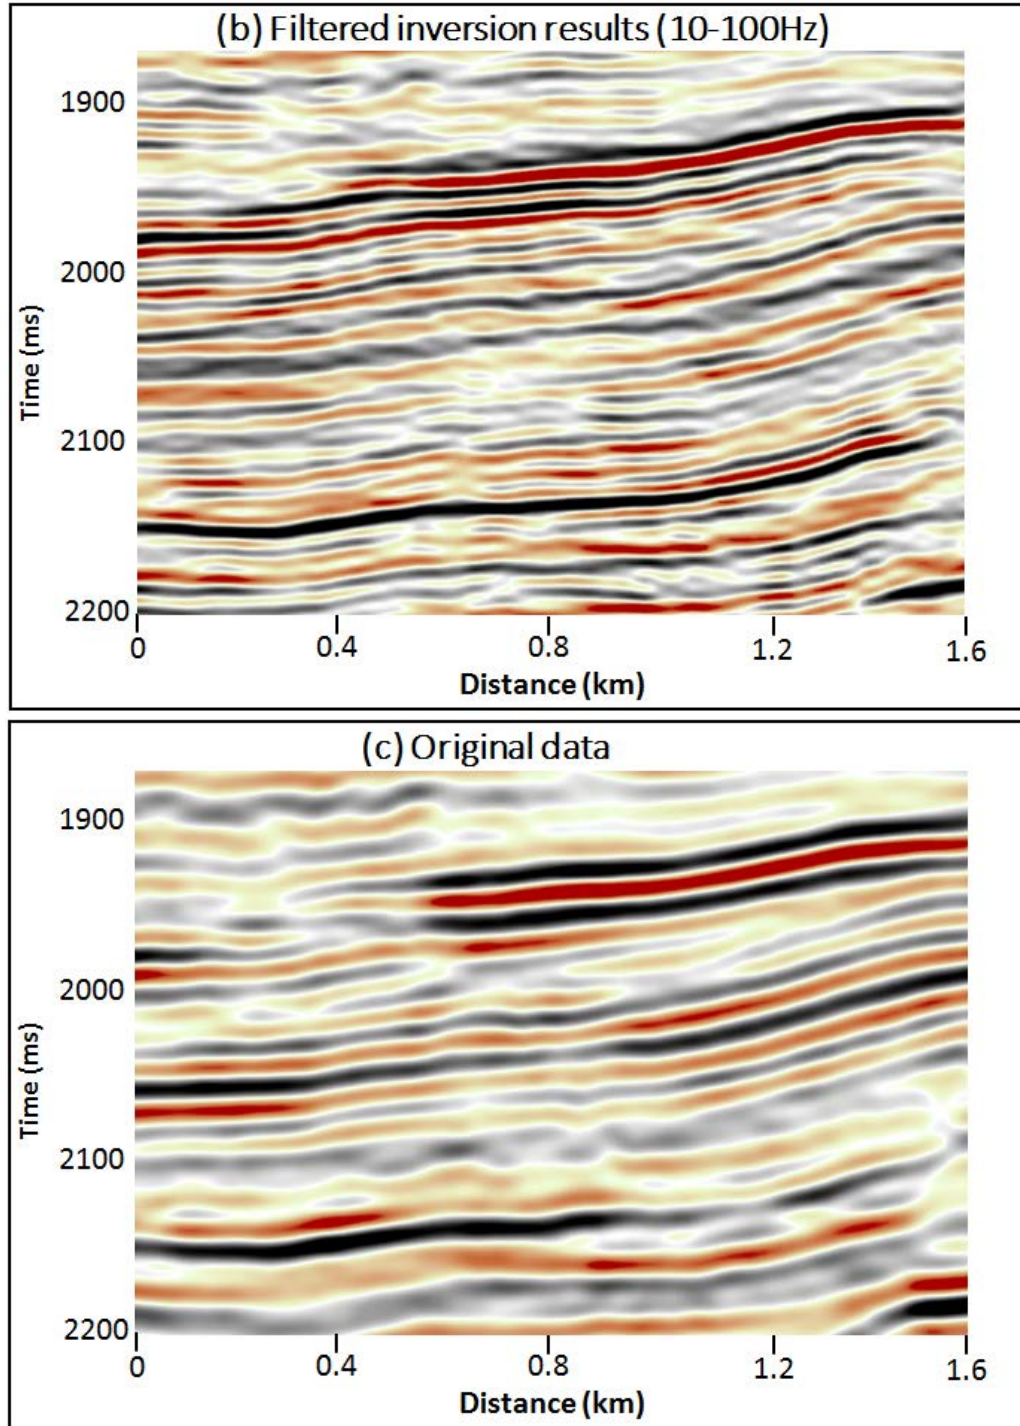 (b) Filtered inversion results (10-100Hz)
1900
2000
2100
2200
Time (ms)
0 0.4 0.8 1.2 1.6
Distance (km)
(c) Original data
1900
2000
2100
2200
Time (ms)
0 0.4 0.8 1.2 1.6
Distance (km)